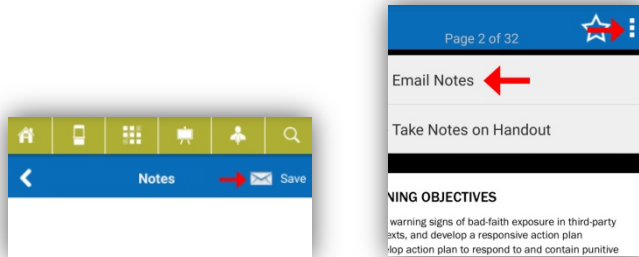 Notes
Save
Page 2 of 32
Email Notes
Take Notes on Handout
NING OBJECTIVES
warning signs of bad-faith exposure in third-party
exts, and develop a responsive action plan
lop action plan to respond to and contain punitive